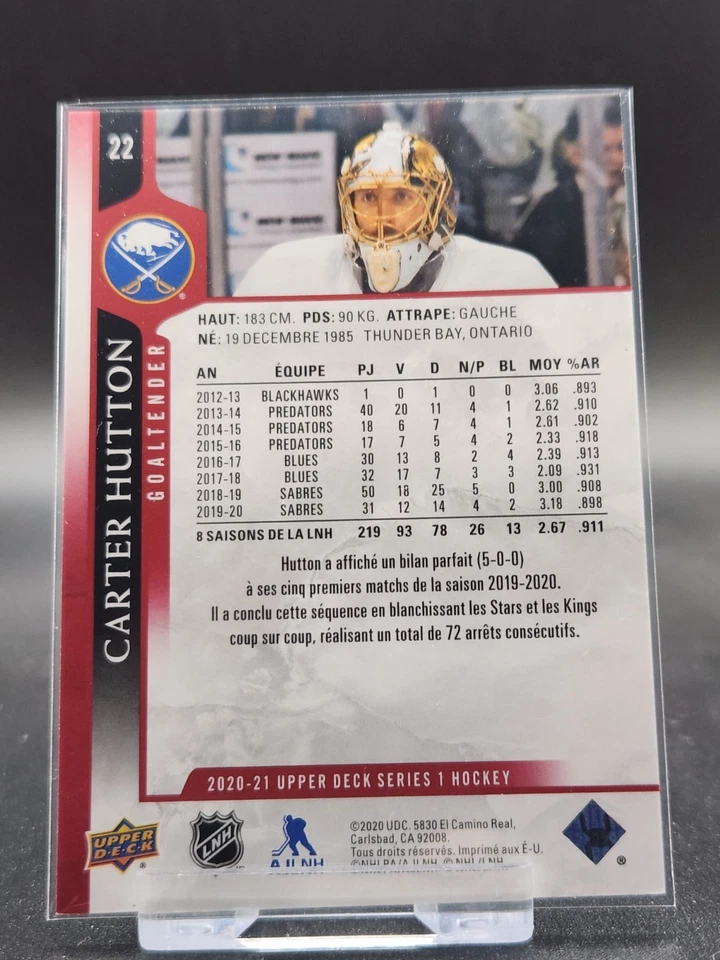 22
CARTER HUTTON
GOALTENDER
HAUT: 183 CM. PDS: 90 KG. ATTRAPE: GAUCHE
NÉ: 19 DECEMBRE 1985 THUNDER BAY, ONTARIO
AN ÉQUIPE PJ V D N/P BL MOY %AR
2012-13 BLACKHAWKS 1 0 1 0 0 3.06 .893
2013-14 PREDATORS 40 20 11 4 1 2.62 .910
2014-15 PREDATORS 18 6 7 4 1 2.61 .902
2015-16 PREDATORS 17 7 5 4 2 2.33 .918
2016-17 BLUES 30 13 8 2 4 2.39 .913
2017-18 BLUES 32 17 7 3 3 2.09 .931
2018-19 SABRES 50 18 25 5 0 3.00 .908
2019-20 SABRES 31 12 14 4 2 3.18 .898
8 SAISONS DE LA LNH 219 93 78 26 13 2.67 .911
Hutton a affiché un bilan parfait (5-0-0)
à ses cinq premiers matchs de la saison 2019-2020.
Il a conclu cette séquence en blanchissant les Stars et les Kings
coup sur coup, réalisant un total de 72 arrêts consécutifs.
2020-21 UPPER DECK SERIES 1 HOCKEY
UPPER DECK
LNH
AJLNH
©2020 UDC. 5830 El Camino Real,
Carlsbad, CA 92008.
Tous droits réservés. Imprimé aux É-U.
©NHLPA/AJLNH. © NHL/LNH.